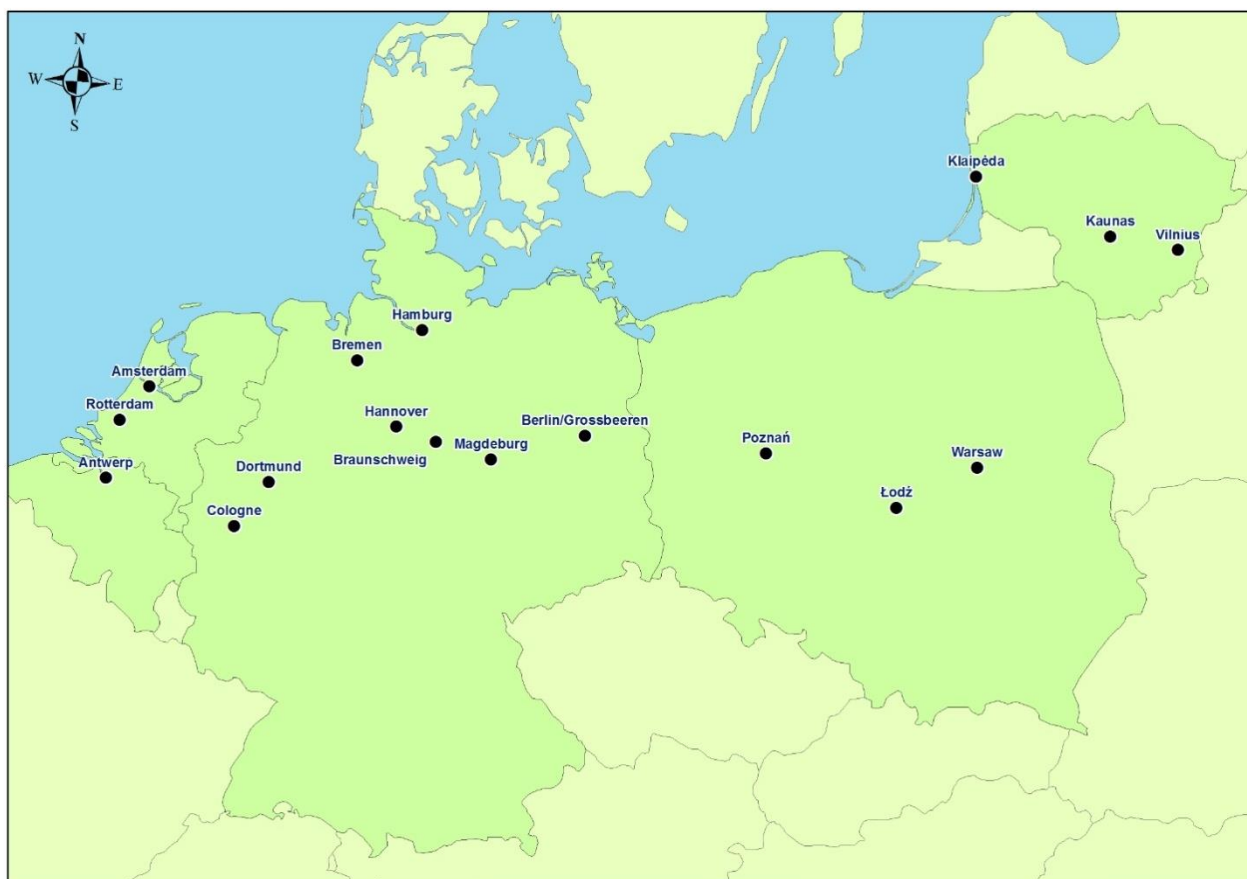 N
W E
S
Klaipėda
Kaunas
Vilnius
Hamburg
Bremen
Amsterdam
Rotterdam
Hannover
Berlin/Grossbeeren
Poznań
Magdeburg
Braunschweig
Warsaw
Antwerp
Dortmund
Łodź
Cologne